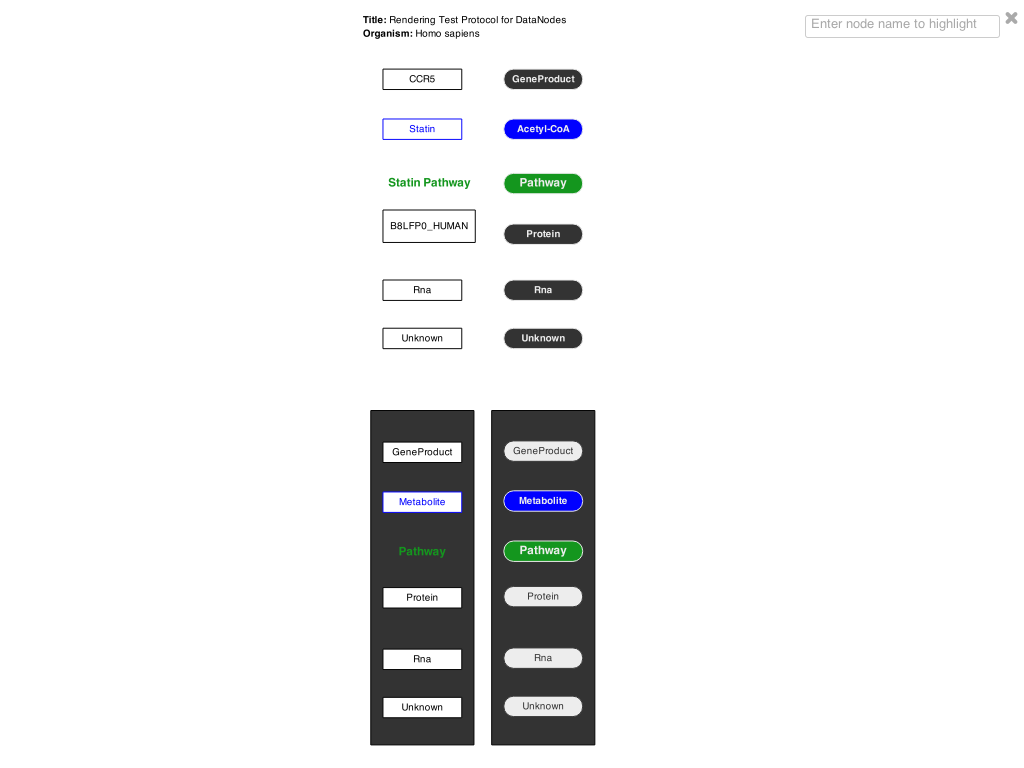 Title: Rendering Test Protocol for DataNodes
Organism: Homo sapiens
Enter node name to highlight
CCR5 GeneProduct
Statin Acetyl-CoA
Statin Pathway Pathway
B8LFP0_HUMAN Protein
Rna Rna
Unknown Unknown
GeneProduct GeneProduct
Metabolite Metabolite
Pathway Pathway
Protein Protein
Rna Rna
Unknown Unknown